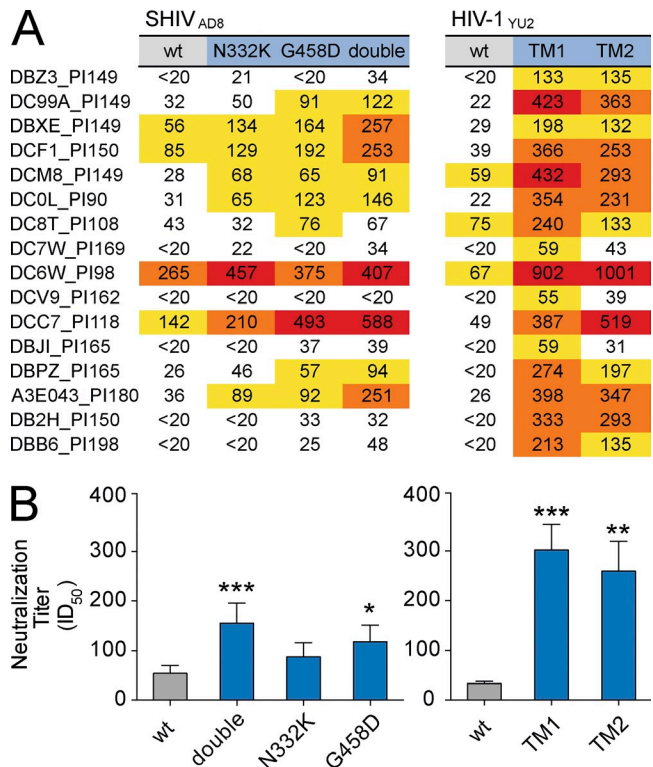 A
SHIV AD8 HIV-1 YU2
wt N332K G458D double wt TM1 TM2
DBZ3_PI149 <20 21 <20 34 <20 133 135
DC99A_PI149 32 50 91 122 22 423 363
DBXE_PI149 56 134 164 257 29 198 132
DCF1_PI150 85 129 192 253 39 366 253
DCM8_PI149 28 68 65 91 59 432 293
DC0L_PI90 31 65 123 146 22 354 231
DC8T_PI108 43 32 76 67 75 240 133
DC7W_PI169 <20 22 <20 34 <20 59 43
DC6W_PI98 265 457 375 407 67 902 1001
DCV9_PI162 <20 <20 <20 <20 <20 55 39
DCC7_PI118 142 210 493 588 49 387 519
DBJI_PI165 <20 <20 37 39 <20 59 31
DBPZ_PI165 26 46 57 94 <20 274 197
A3E043_PI180 36 89 92 251 26 398 347
DB2H_PI150 <20 <20 33 32 <20 333 293
DBB6_PI198 <20 <20 25 48 <20 213 135
B
Neutralization
Titer
(ID50)
400 400
300 300
200 200
100 100
0 0
*** * *** **
wt double N332K G458D wt TM1 TM2